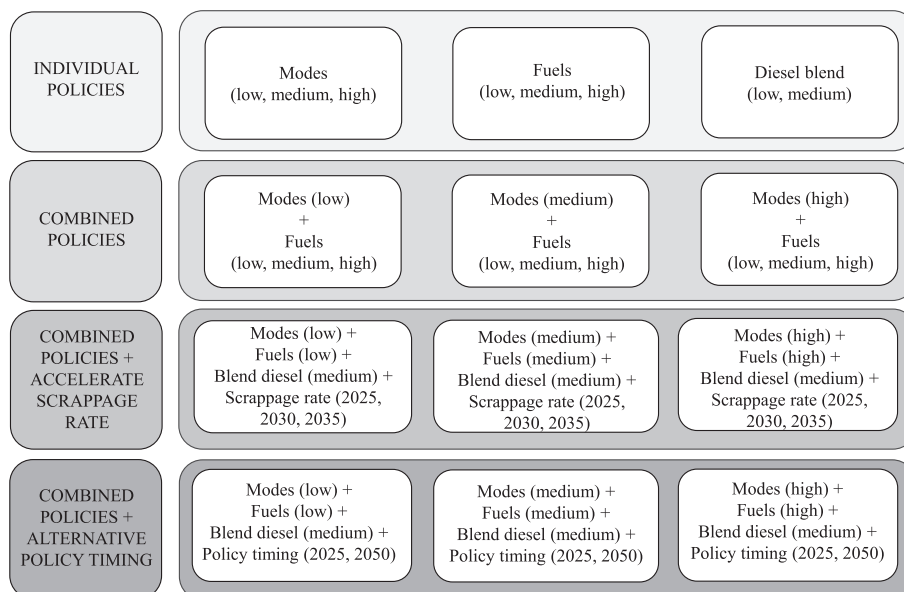 INDIVIDUAL
POLICIES
Modes
(low, medium, high)
Fuels
(low, medium, high)
Diesel blend
(low, medium)
COMBINED
POLICIES
Modes (low)
+
Fuels
(low, medium, high)
Modes (medium)
+
Fuels
(low, medium, high)
Modes (high)
+
Fuels
(low, medium, high)
COMBINED
POLICIES +
ACCELERATE
SCRAPPAGE
RATE
Modes (low) +
Fuels (low) +
Blend diesel (medium) +
Scrappage rate (2025,
2030, 2035)
Modes (medium) +
Fuels (medium) +
Blend diesel (medium) +
Scrappage rate (2025,
2030, 2035)
Modes (high) +
Fuels (high) +
Blend diesel (medium) +
Scrappage rate (2025,
2030, 2035)
COMBINED
POLICIES +
ALTERNATIVE
POLICY TIMING
Modes (low) +
Fuels (low) +
Blend diesel (medium) +
Policy timing (2025, 2050)
Modes (medium) +
Fuels (medium) +
Blend diesel (medium) +
Policy timing (2025, 2050)
Modes (high) +
Fuels (high) +
Blend diesel (medium) +
Policy timing (2025, 2050)